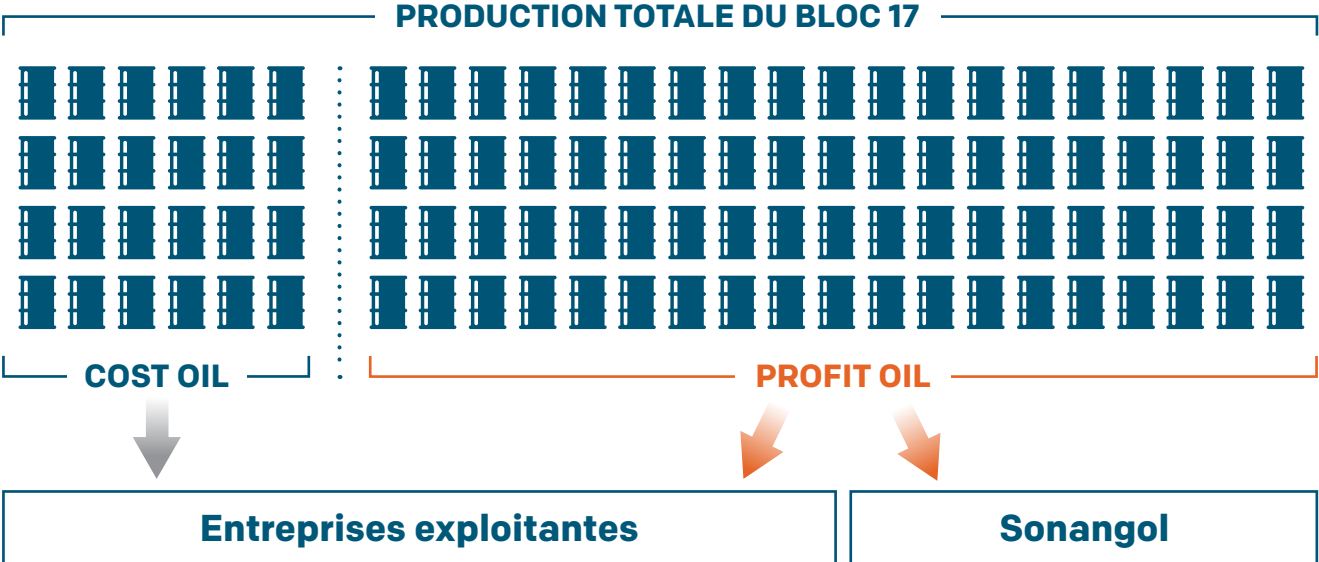 PRODUCTION TOTALE DU BLOC 17
COST OIL
PROFIT OIL
Entreprises exploitantes
Sonangol